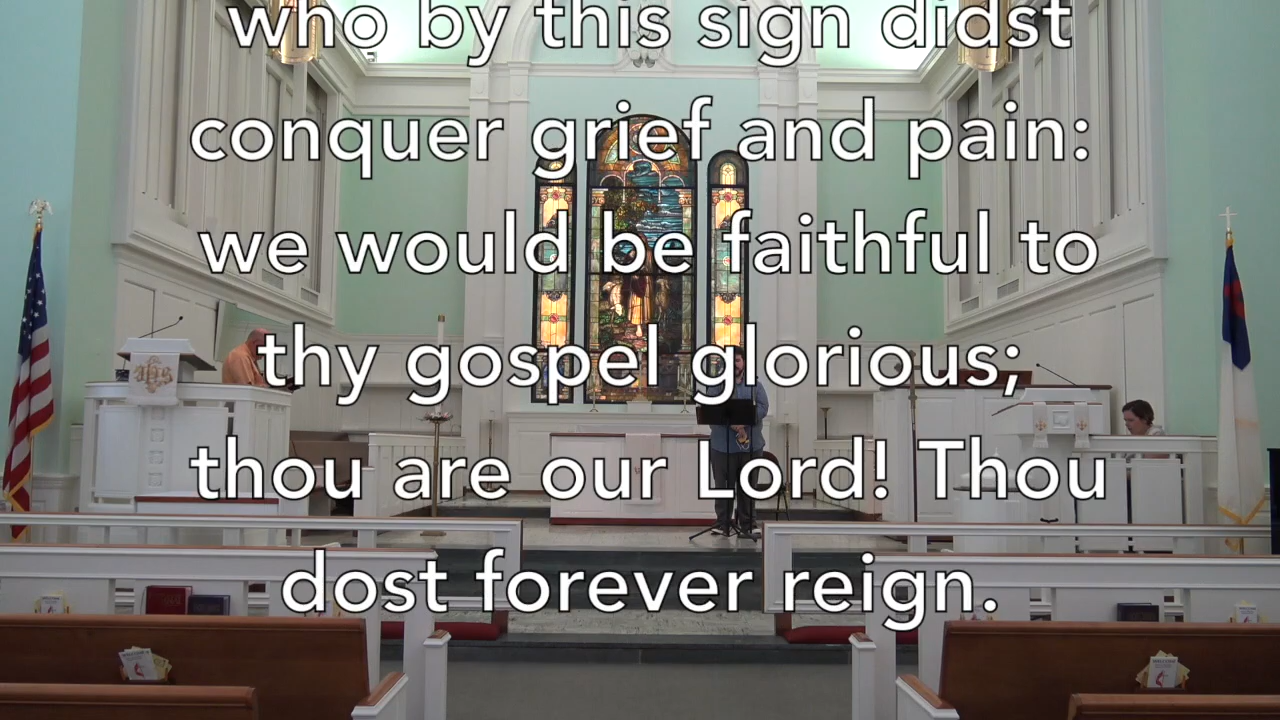 who by this sign didst
conquer grief and pain:
we would be faithful to
thy gospel glorious;
thou are our Lord! Thou
dost forever reign.